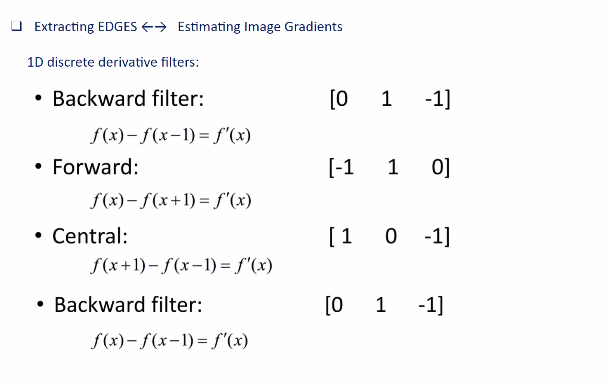 ❑ Extracting EDGES ←→ Estimating Image Gradients
1D discrete derivative filters:
• Backward filter: [0 1 -1]
f(x) − f(x−1) = f′(x)
• Forward: [-1 1 0]
f(x) − f(x+1) = f′(x)
• Central: [ 1 0 -1]
f(x+1) − f(x−1) = f′(x)
• Backward filter: [0 1 -1]
f(x) − f(x−1) = f′(x)